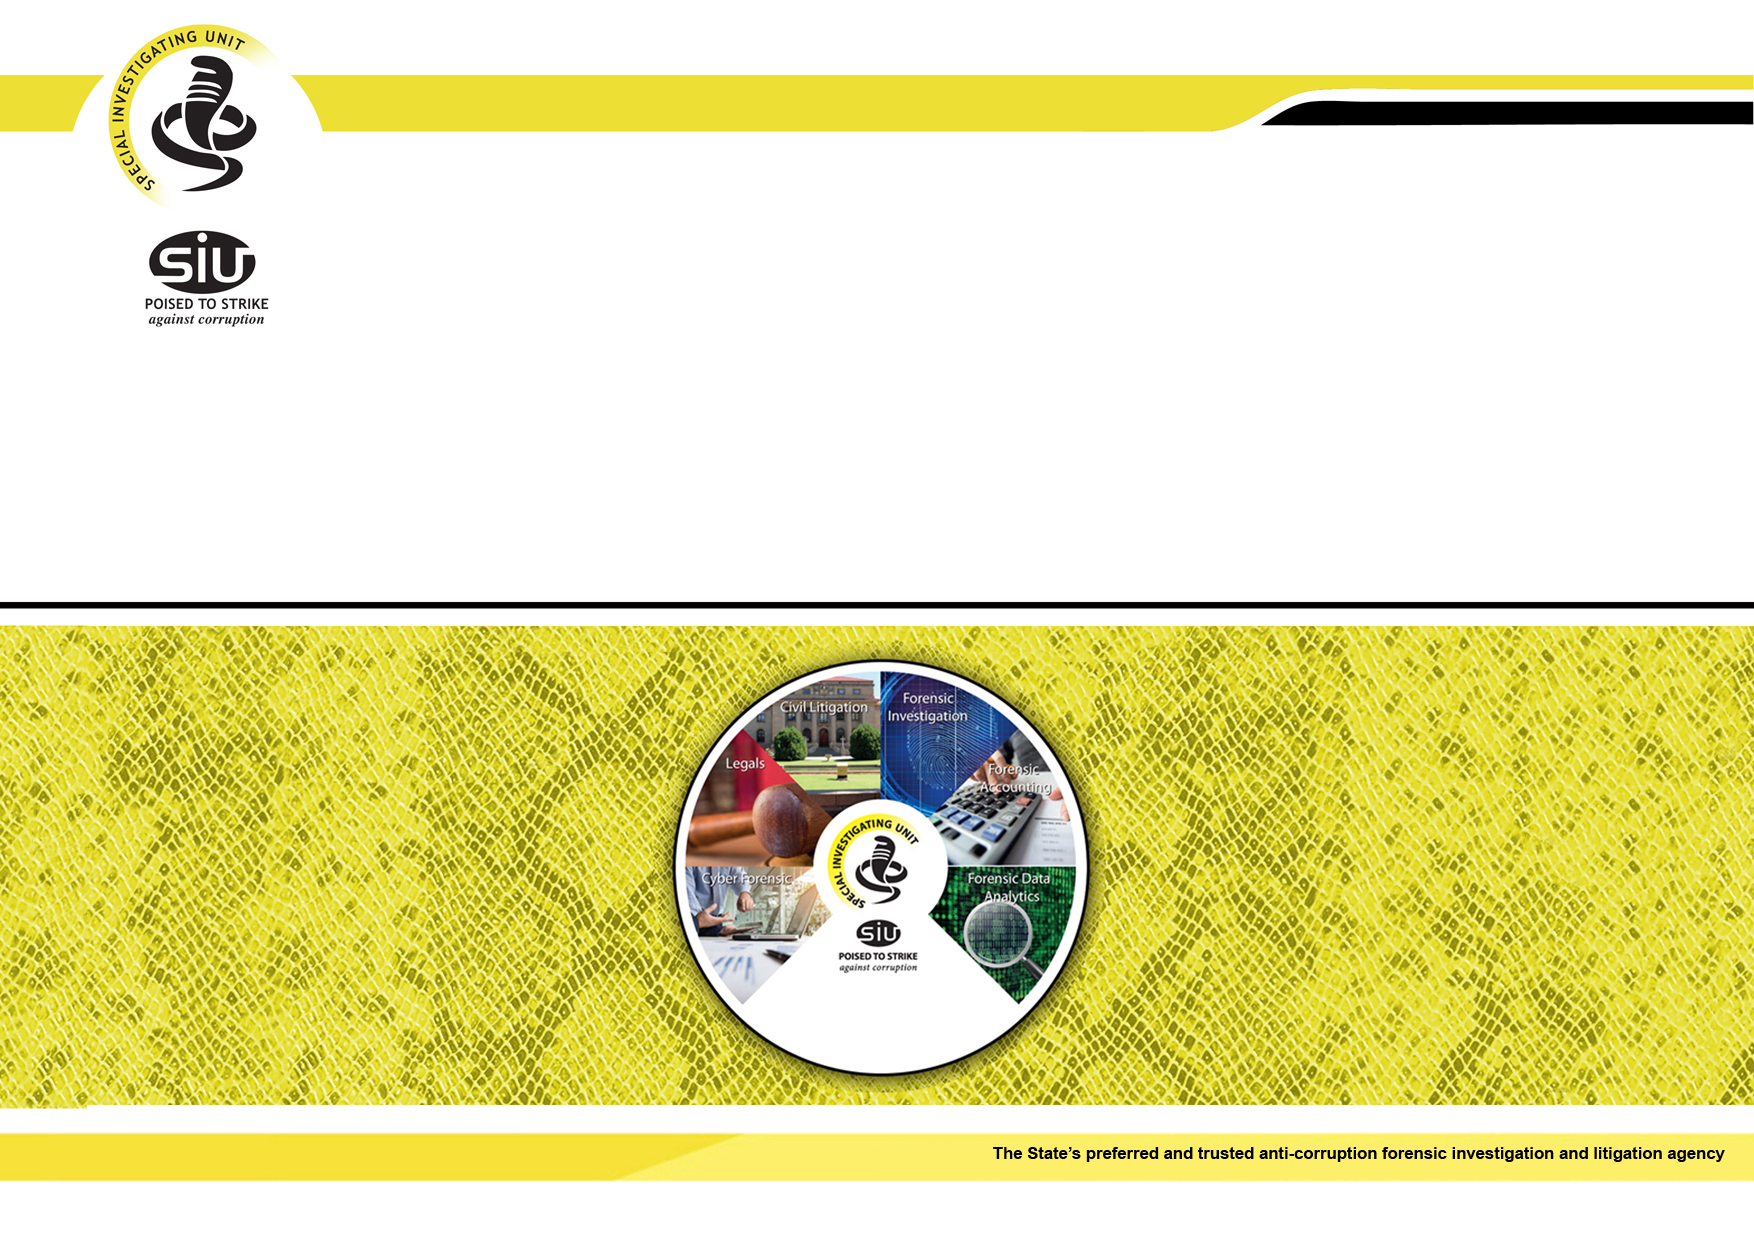 SPECIAL INVESTIGATING UNIT
siu
POISED TO STRIKE
against corruption
Civil Litigation
Forensic
Investigation
Legals
Forensic
Accounting
Cyber Forensic
Forensic Data
Analytics
SPECIAL INVESTIGATING UNIT
siu
POISED TO STRIKE
against corruption
The State’s preferred and trusted anti-corruption forensic investigation and litigation agency